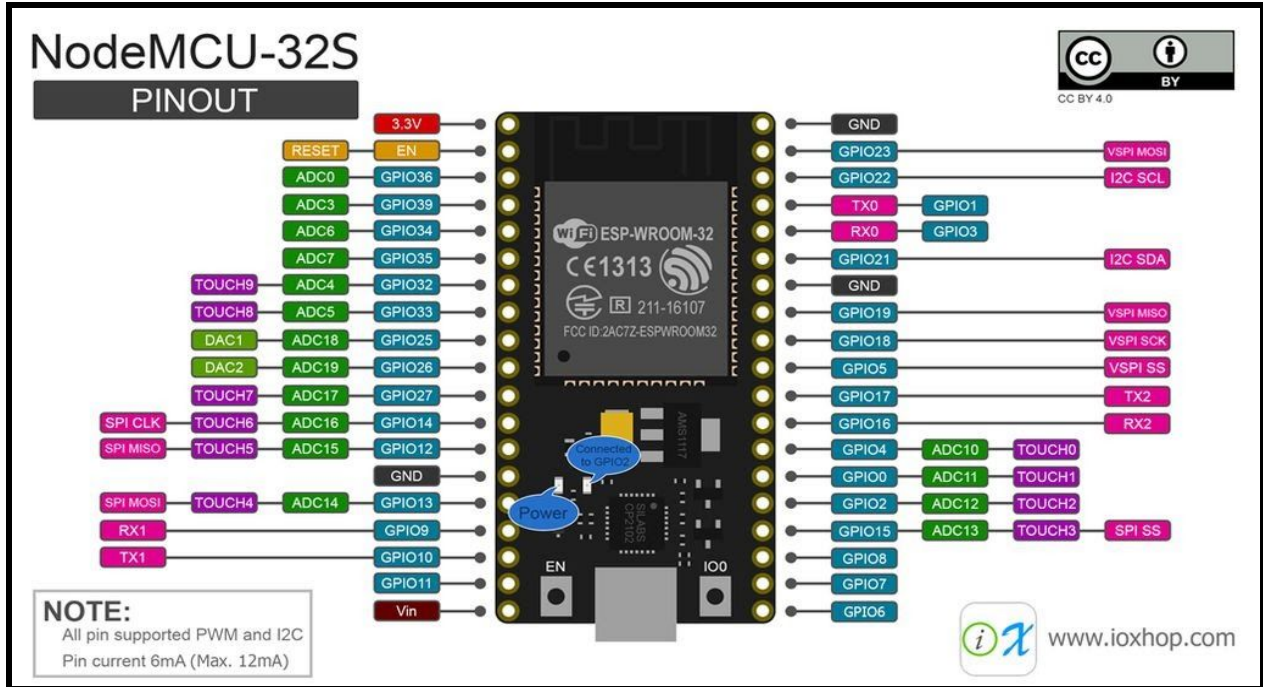 NodeMCU-32S
PINOUT
CC BY
CC BY 4.0
3.3V
RESET EN
ADC0 GPIO36
ADC3 GPIO39
ADC6 GPIO34
ADC7 GPIO35
TOUCH9 ADC4 GPIO32
TOUCH8 ADC5 GPIO33
DAC1 ADC18 GPIO25
DAC2 ADC19 GPIO26
TOUCH7 ADC17 GPIO27
SPI CLK TOUCH6 ADC16 GPIO14
SPI MISO TOUCH5 ADC15 GPIO12
GND
SPI MOSI TOUCH4 ADC14 GPIO13
RX1 GPIO9
TX1 GPIO10
GPIO11
Vin
WiFi ESP-WROOM-32
CE1313
R 211-16107
FCC ID:2AC7Z-ESPWROOM32
AMS1117
Connected
to GPIO2
Power
SILABS
CP2102
EN IO0
GND
GPIO23 VSPI MOSI
GPIO22 I2C SCL
TX0 GPIO1
RX0 GPIO3
GPIO21 I2C SDA
GND
GPIO19 VSPI MISO
GPIO18 VSPI SCK
GPIO5 VSPI SS
GPIO17 TX2
GPIO16 RX2
GPIO4 ADC10 TOUCH0
GPIO0 ADC11 TOUCH1
GPIO2 ADC12 TOUCH2
GPIO15 ADC13 TOUCH3 SPI SS
GPIO8
GPIO7
GPIO6
NOTE:
All pin supported PWM and I2C
Pin current 6mA (Max. 12mA)
iX www.ioxhop.com